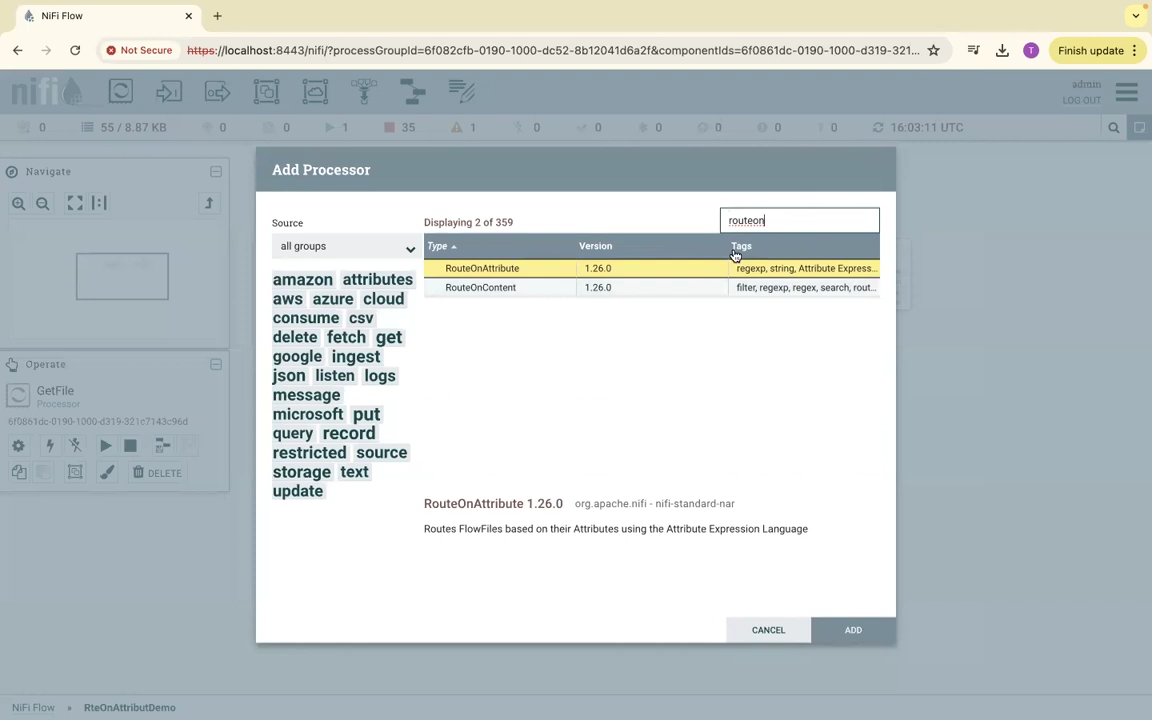 NiFi Flow
Not Secure
https://localhost:8443/nifi/?processGroupId=6f082cfb-0190-1000-dc52-8b12041d6a2f&componentIds=6f0861dc-0190-1000-d319-321...
T
Finish update
nifi
admin
LOG OUT
0
55 / 8.87 KB
0
0
1
35
1
0
0
0
0
0
0
16:03:11 UTC
Navigate
Operate
GetFile
Processor
6f0861dc-0190-1000-d319-321c7143c96d
DELETE
Add Processor
Source
all groups
amazon attributes
aws azure cloud
consume csv
delete fetch get
google ingest
json listen logs
message
microsoft put
query record
restricted source
storage text
update
Displaying 2 of 359
routeon
Type Version Tags
RouteOnAttribute 1.26.0 regexp, string, Attribute Express...
RouteOnContent 1.26.0 filter, regexp, regex, search, rout...
RouteOnAttribute 1.26.0 org.apache.nifi - nifi-standard-nar
Routes FlowFiles based on their Attributes using the Attribute Expression Language
CANCEL
ADD
NiFi Flow » RteOnAttributDemo